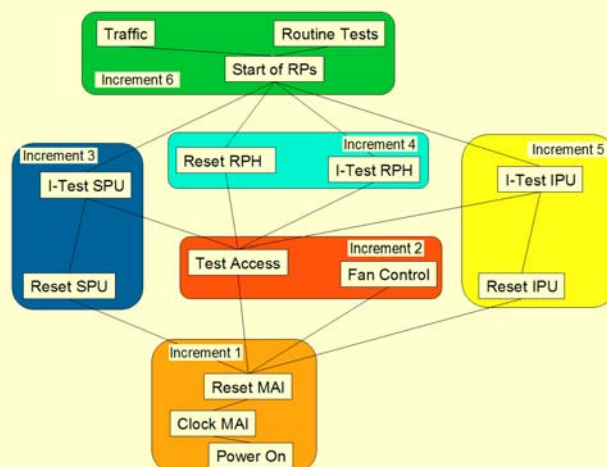 Traffic
Routine Tests
Start of RPs
Increment 6
Increment 3
I-Test SPU
Reset SPU
Increment 4
Reset RPH
I-Test RPH
Increment 5
I-Test IPU
Reset IPU
Increment 2
Test Access
Fan Control
Increment 1
Reset MAI
Clock MAI
Power On